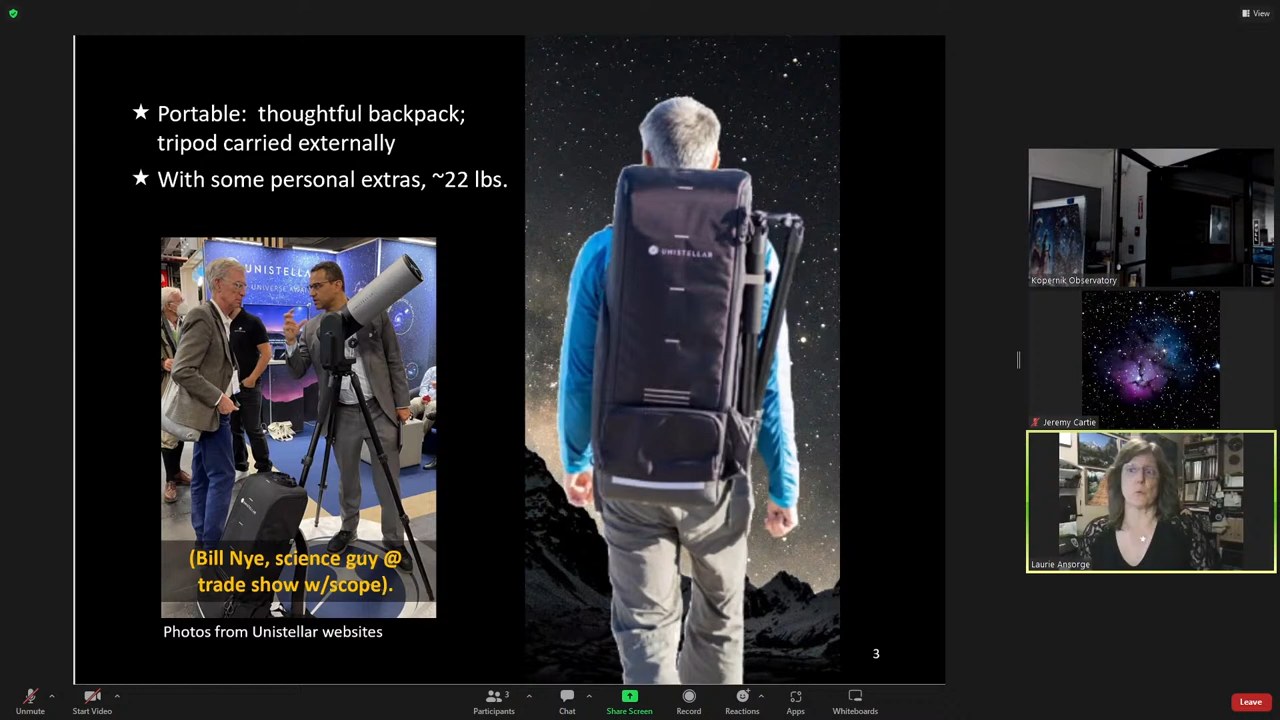 View
★ Portable:  thoughtful backpack;
tripod carried externally
★ With some personal extras, ~22 lbs.
UNISTELLAR
UNISTELLAR
(Bill Nye, science guy @
trade show w/scope).
Photos from Unistellar websites
3
Kopernik Observatory
Jeremy Cartie
Laurie Ansorge
Unmute
Start Video
Participants
3
Chat
Share Screen
Record
Reactions
Apps
Whiteboards
Leave